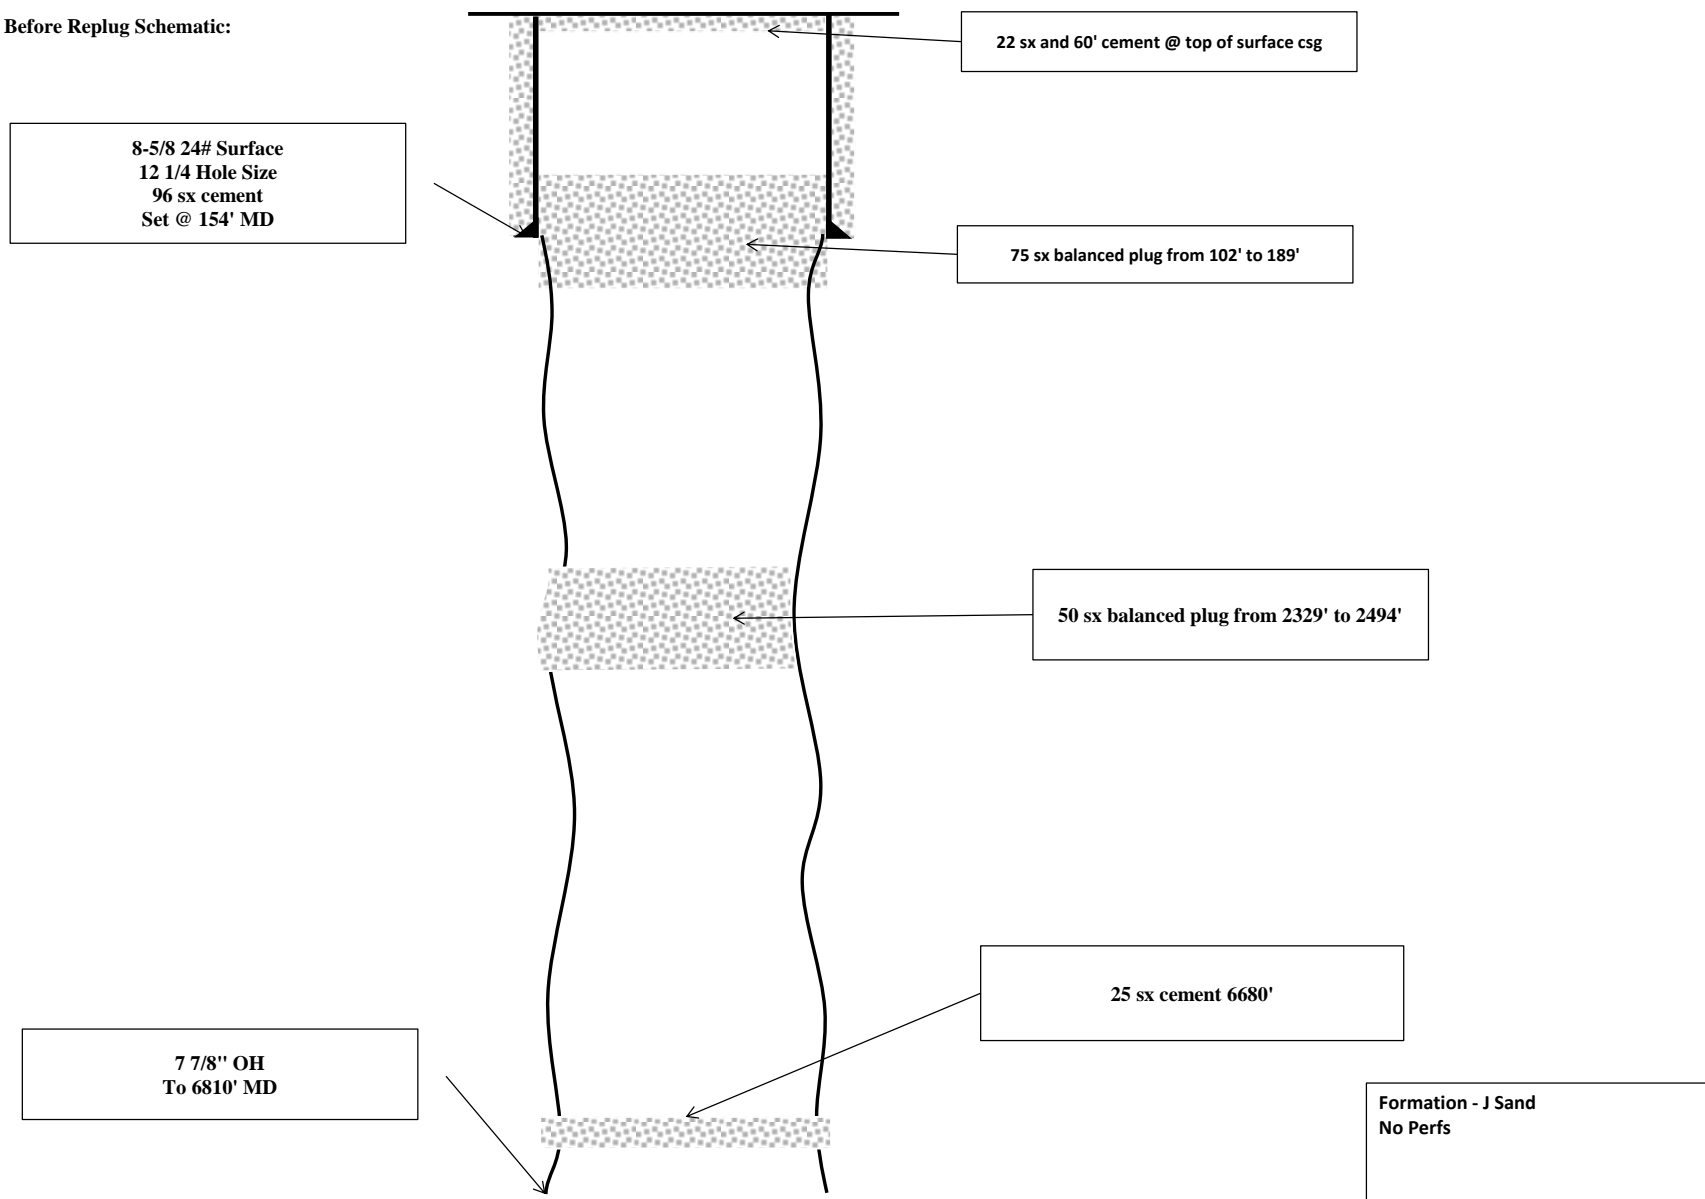 Before Replug Schematic:
22 sx and 60' cement @ top of surface csg
8-5/8 24# Surface
12 1/4 Hole Size
96 sx cement
Set @ 154' MD
75 sx balanced plug from 102' to 189'
50 sx balanced plug from 2329' to 2494'
25 sx cement 6680'
7 7/8'' OH
To 6810' MD
Formation - J Sand
No Perfs